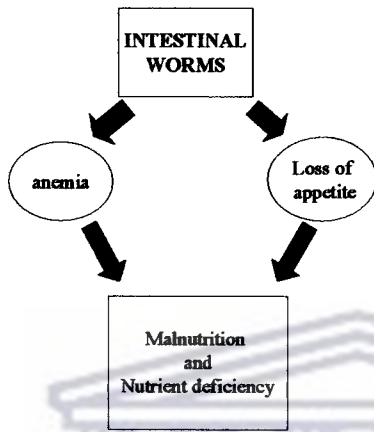 INTESTINAL
WORMS
anemia
Loss of
appetite
Malnutrition
and
Nutrient deficiency